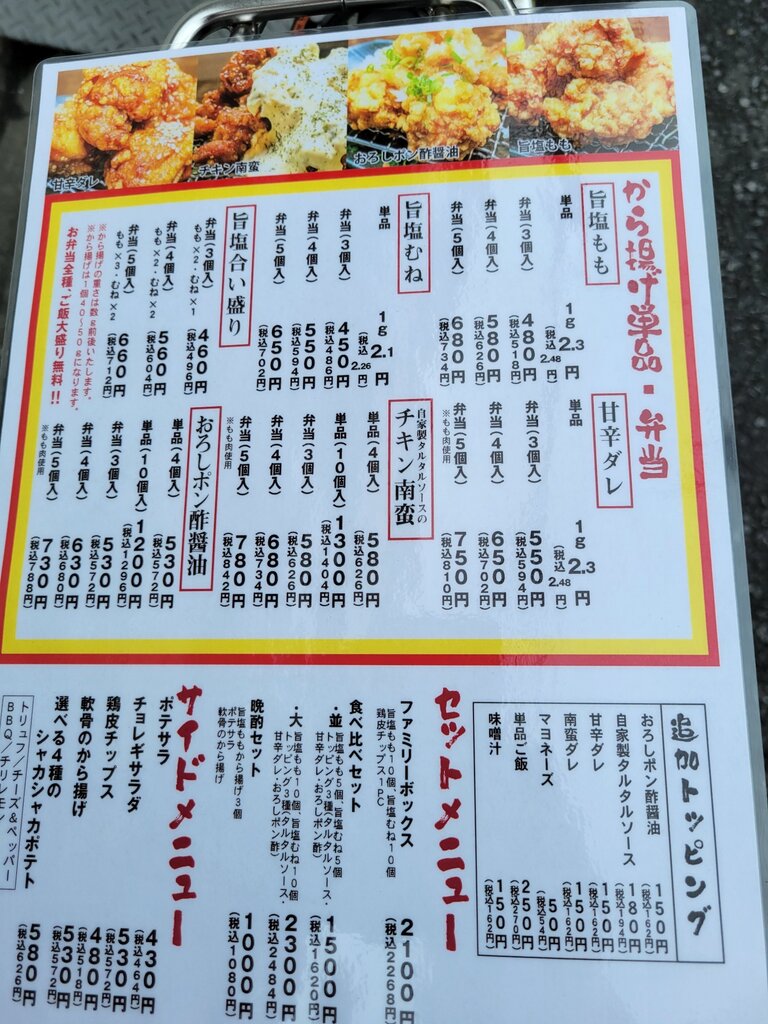 甘辛ダレ
チキン南蛮
おろしポン酢醤油
旨塩もも
から揚げ単品・弁当
旨塩もも
単品 1g 2.3円
(税込 2.48円)
弁当(3個入) 480円
(税込518円)
弁当(4個入) 580円
(税込626円)
弁当(5個入) 680円
(税込734円)
旨塩むね
単品 1g 2.1円
(税込 2.26円)
弁当(3個入) 450円
(税込486円)
弁当(4個入) 550円
(税込594円)
弁当(5個入) 650円
(税込702円)
旨塩合い盛り
弁当(3個入)
もも×2・むね×1
460円
(税込496円)
弁当(4個入)
もも×2・むね×2
560円
(税込604円)
弁当(5個入)
もも×3・むね×2
660円
(税込712円)
※から揚げの重さは数g前後いたします。
※から揚げは1個40〜50gになります。
お弁当全種、ご飯大盛り無料!!
甘辛ダレ
単品 1g 2.3円
(税込 2.48円)
弁当(3個入) 550円
(税込594円)
弁当(4個入) 650円
(税込702円)
弁当(5個入) 750円
(税込810円)
※もも肉使用
自家製タルタルソースの
チキン南蛮
単品(4個入) 580円
(税込626円)
単品(10個入) 1300円
(税込1404円)
弁当(3個入) 580円
(税込626円)
弁当(4個入) 680円
(税込734円)
弁当(5個入) 780円
(税込842円)
※もも肉使用
おろしポン酢醤油
単品(4個入) 530円
(税込572円)
単品(10個入) 1200円
(税込1296円)
弁当(3個入) 530円
(税込572円)
弁当(4個入) 630円
(税込680円)
弁当(5個入) 730円
(税込788円)
※もも肉使用
追加トッピング
おろしポン酢醤油 150円
(税込162円)
自家製タルタルソース 180円
(税込194円)
甘辛ダレ 150円
(税込162円)
南蛮ダレ 150円
(税込162円)
マヨネーズ 50円
(税込54円)
単品ご飯 250円
(税込270円)
味噌汁 150円
(税込162円)
セットメニュー
ファミリーボックス 2100円
(税込2268円)
旨塩もも10個、旨塩むね10個
鶏皮チップス1PC
食べ比べセット
・並 旨塩もも5個、旨塩むね5個
トッピング3種(タルタルソース・
甘辛ダレ・おろしポン酢)
1500円
(税込1620円)
・大 旨塩もも10個、旨塩むね10個
トッピング3種(タルタルソース・
甘辛ダレ・おろしポン酢)
2300円
(税込2484円)
晩酌セット 1000円
(税込1080円)
旨塩ももから揚げ3個
ポテサラ
軟骨のから揚げ
サイドメニュー
ポテサラ 430円
(税込464円)
チョレギサラダ 530円
(税込572円)
鶏皮チップス 480円
(税込518円)
軟骨のから揚げ 530円
(税込572円)
選べる4種の
シャカシャカポテト 580円
(税込626円)
トリュフ/チーズ&ペッパー
BBQ/チリレモン